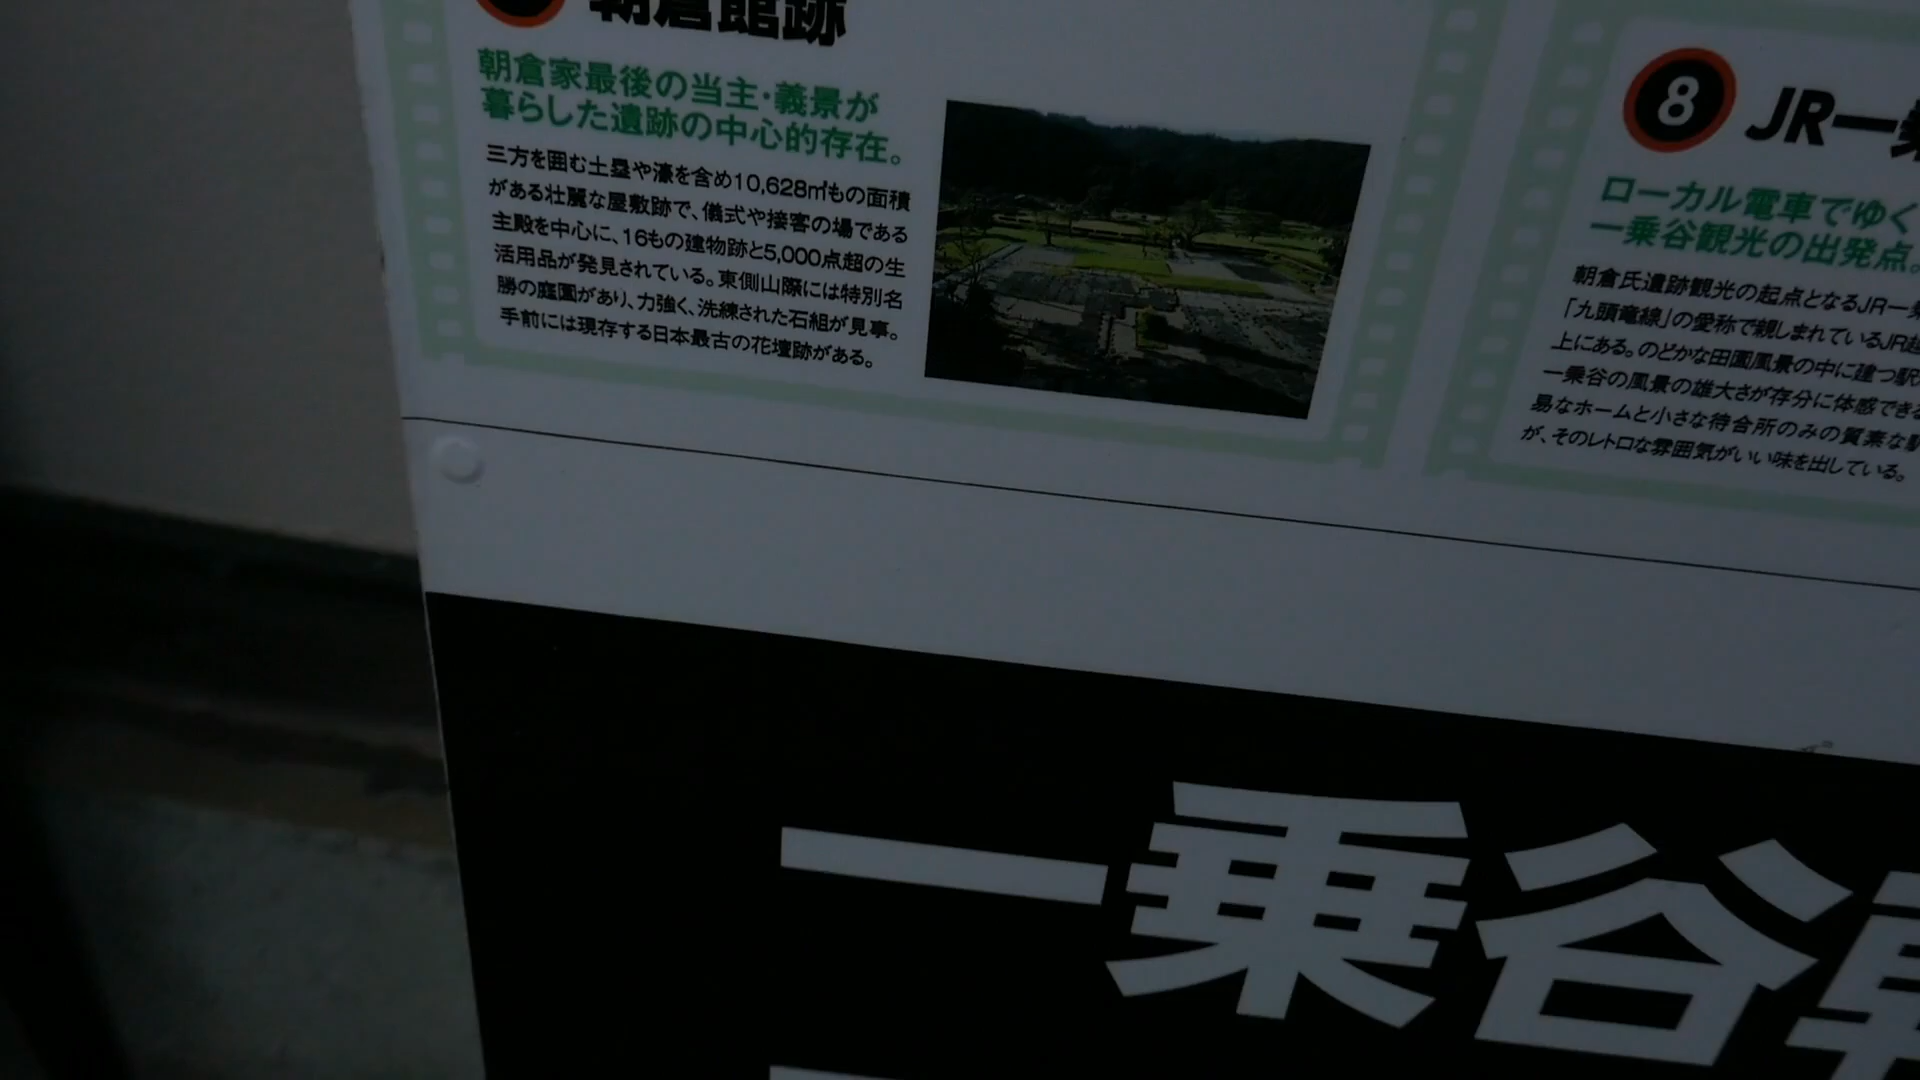 朝倉館跡
朝倉家最後の当主・義景が
暮らした遺跡の中心的存在。
三方を囲む土塁や濠を含め10,628㎡もの面積
がある壮麗な屋敷跡で、儀式や接客の場である
主殿を中心に、16もの建物跡と5,000点超の生
活用品が発見されている。東側山際には特別名
勝の庭園があり、力強く、洗練された石組が見事。
手前には現存する日本最古の花壇跡がある。
8 JR一乗
ローカル電車でゆく
一乗谷観光の出発点。
朝倉氏遺跡観光の起点となるJR一乗
「九頭竜線」の愛称で親しまれているJR越
上にある。のどかな田園風景の中に建つ駅
一乗谷の風景の雄大さが存分に体感できる
易なホームと小さな待合所のみの質素な駅
が、そのレトロな雰囲気がいい味を出している。
一乗谷